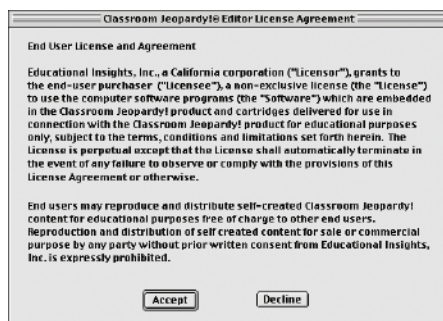 Classroom Jeopardy!® Editor License Agreement
End User License and Agreement
Educational Insights, Inc., a California corporation ("Licensor"), grants to
the end-user purchaser ("Licensee"), a non-exclusive license (the "License")
to use the computer software programs (the "Software") which are embedded
in the Classroom Jeopardy! product and cartridges delivered for use in
connection with the Classroom Jeopardy! product for educational purposes
only, subject to the terms, conditions and limitations set forth herein. The
License is perpetual except that the License shall automatically terminate in
the event of any failure to observe or comply with the provisions of this
License Agreement or otherwise.
End users may reproduce and distribute self-created Classroom Jeopardy!
content for educational purposes free of charge to other end users.
Reproduction and distribution of self created content for sale or commercial
purpose by any party without prior written consent from Educational Insights,
Inc. is expressly prohibited.
Accept Decline